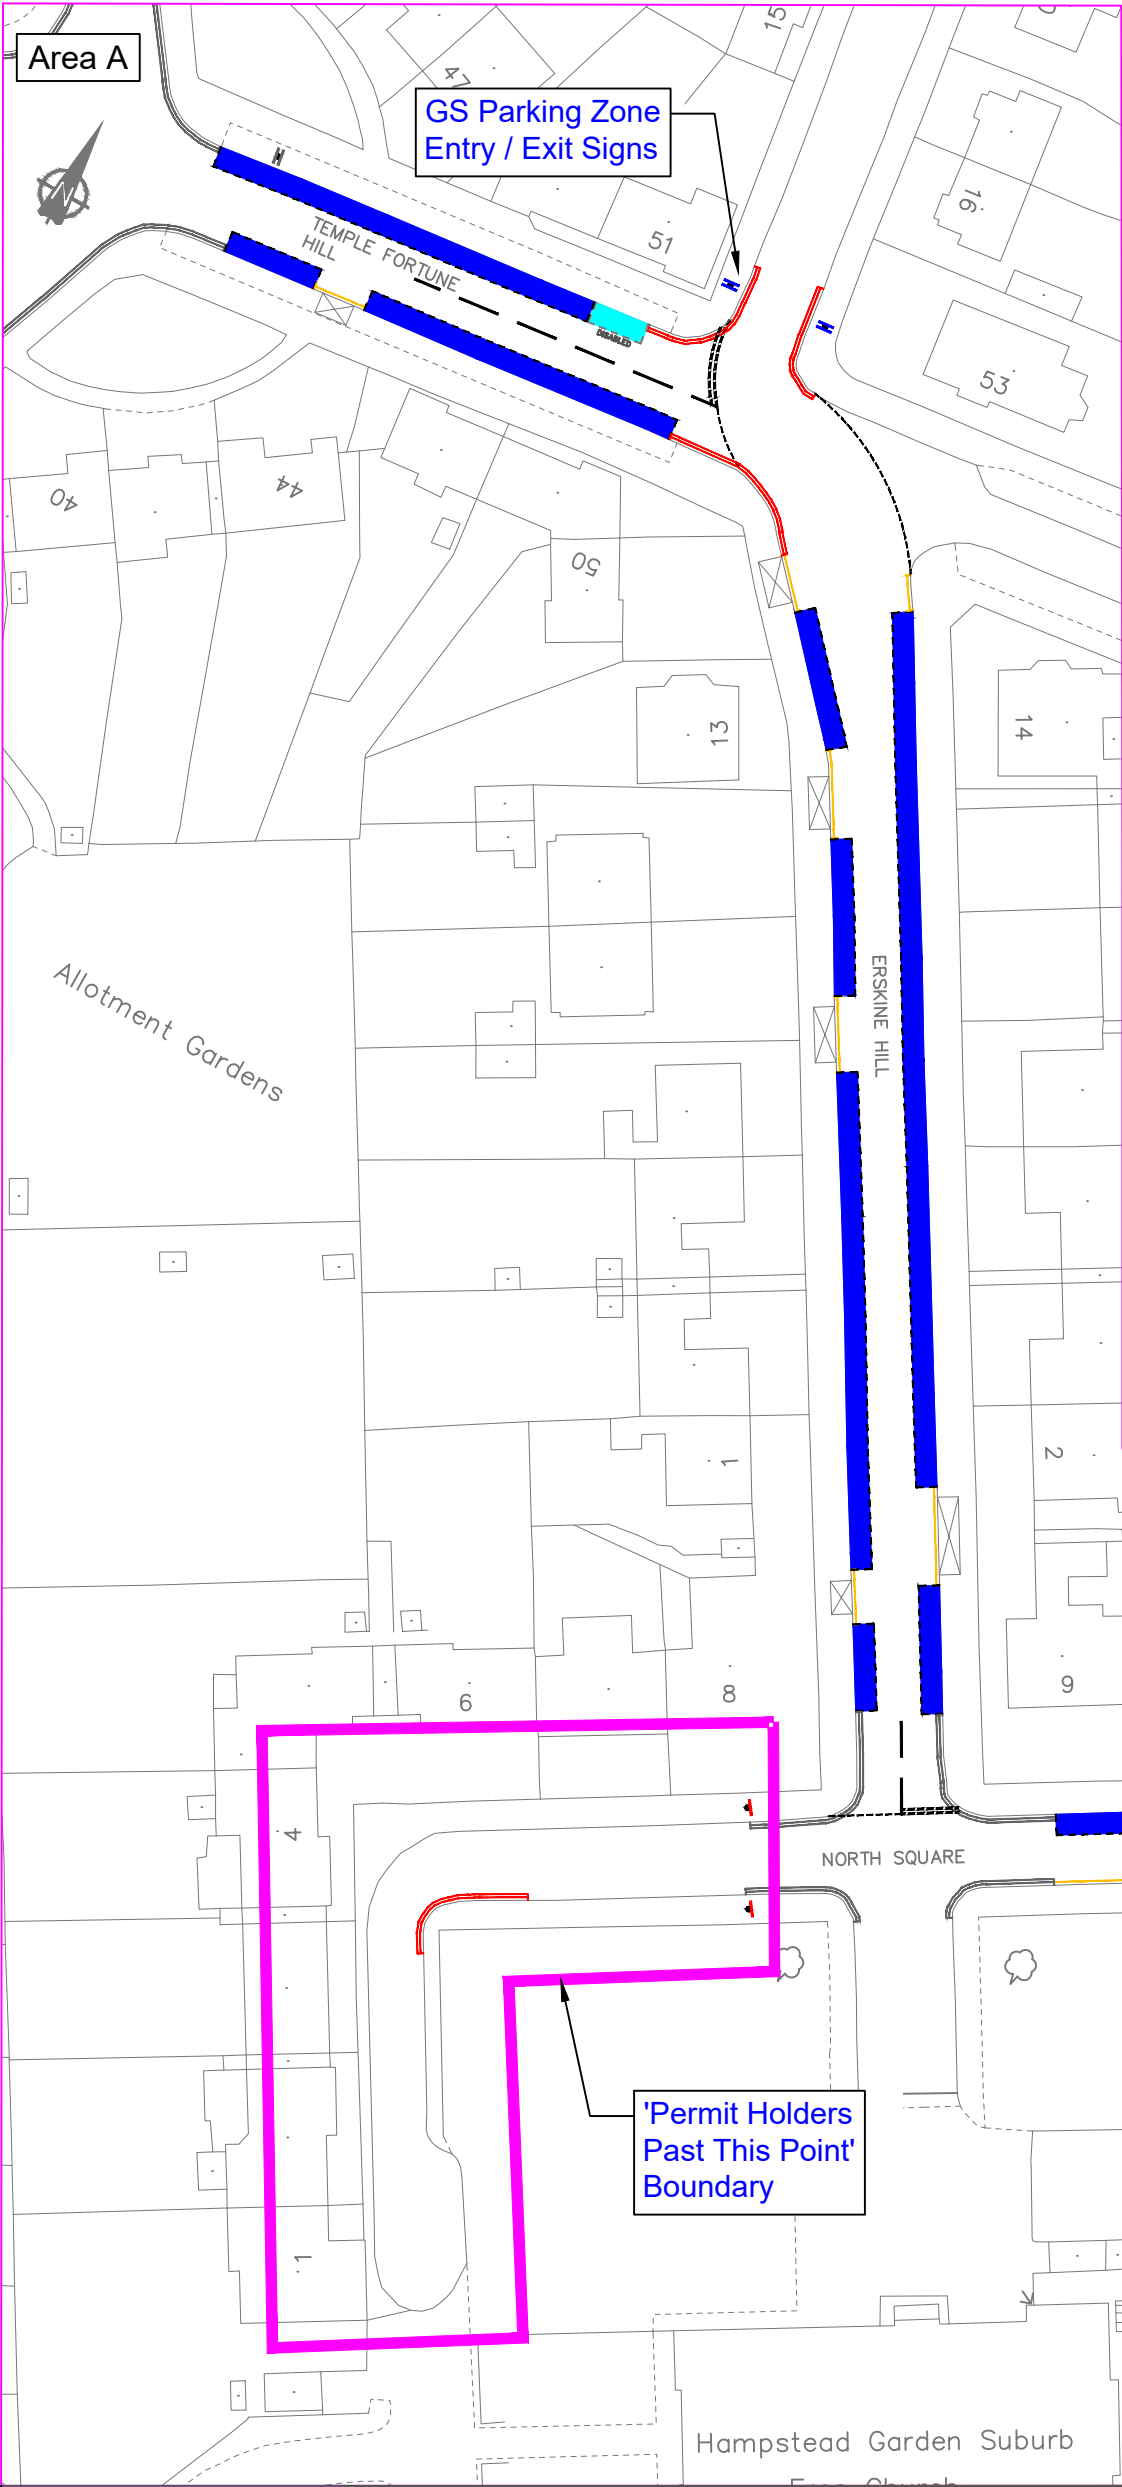 Area A
GS Parking Zone
Entry / Exit Signs
15
47
51
16
53
TEMPLE FORTUNE
HILL
DISABLED
N
40
44
50
13
14
ERSKINE HILL
Allotment Gardens
1
2
6
8
9
4
NORTH SQUARE
'Permit Holders
Past This Point'
Boundary
1
Hampstead Garden Suburb
Free Church